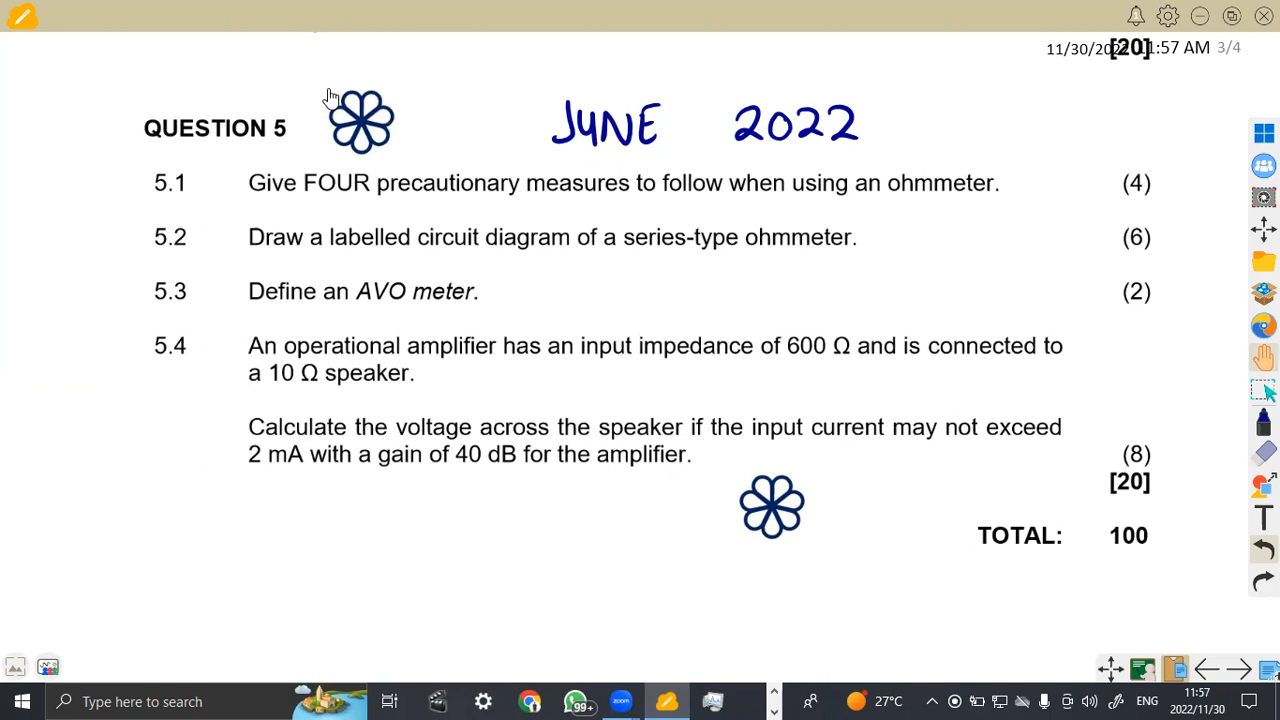 [20]
11/30/2022 11:57 AM 3/4
QUESTION 5
JUNE 2022
5.1 Give FOUR precautionary measures to follow when using an ohmmeter. (4)
5.2 Draw a labelled circuit diagram of a series-type ohmmeter. (6)
5.3 Define an AVO meter. (2)
5.4 An operational amplifier has an input impedance of 600 Ω and is connected to
a 10 Ω speaker.
Calculate the voltage across the speaker if the input current may not exceed
2 mA with a gain of 40 dB for the amplifier. (8)
[20]
TOTAL: 100
T
Type here to search
99+
zoom
27°C
ENG
11:57
2022/11/30